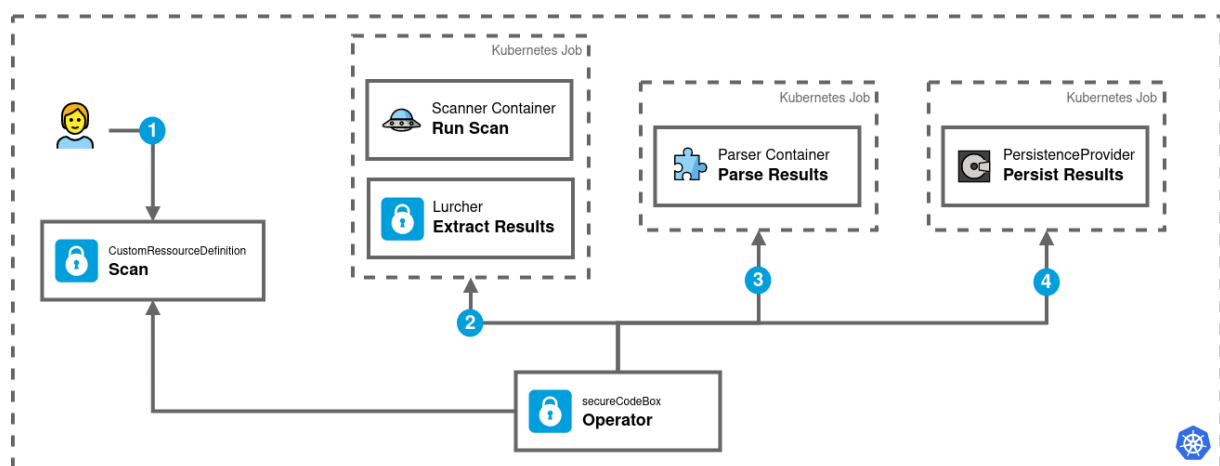 Kubernetes Job
Scanner Container
Run Scan
Lurcher
Extract Results
Kubernetes Job
Parser Container
Parse Results
Kubernetes Job
PersistenceProvider
Persist Results
1
CustomRessourceDefinition
Scan
2
3
4
secureCodeBox
Operator